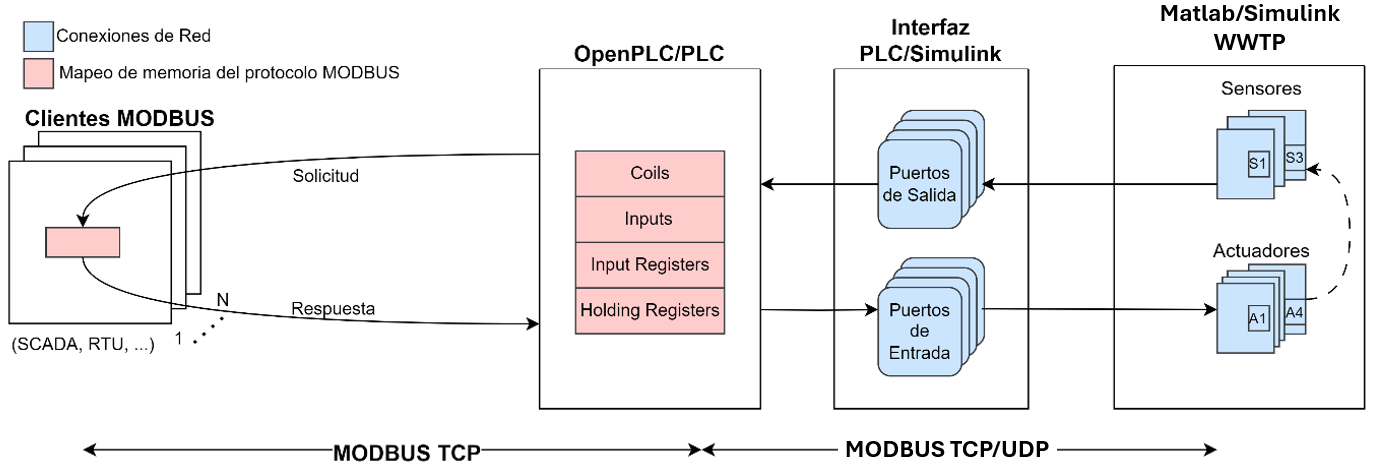 Conexiones de Red
Mapeo de memoria del protocolo MODBUS
Clientes MODBUS
(SCADA, RTU, ...)
1
N
Solicitud
Respuesta
OpenPLC/PLC
Coils
Inputs
Input Registers
Holding Registers
Interfaz
PLC/Simulink
Puertos
de Salida
Puertos
de
Entrada
Matlab/Simulink
WWTP
Sensores
S1
S3
Actuadores
A1
A4
MODBUS TCP
MODBUS TCP/UDP